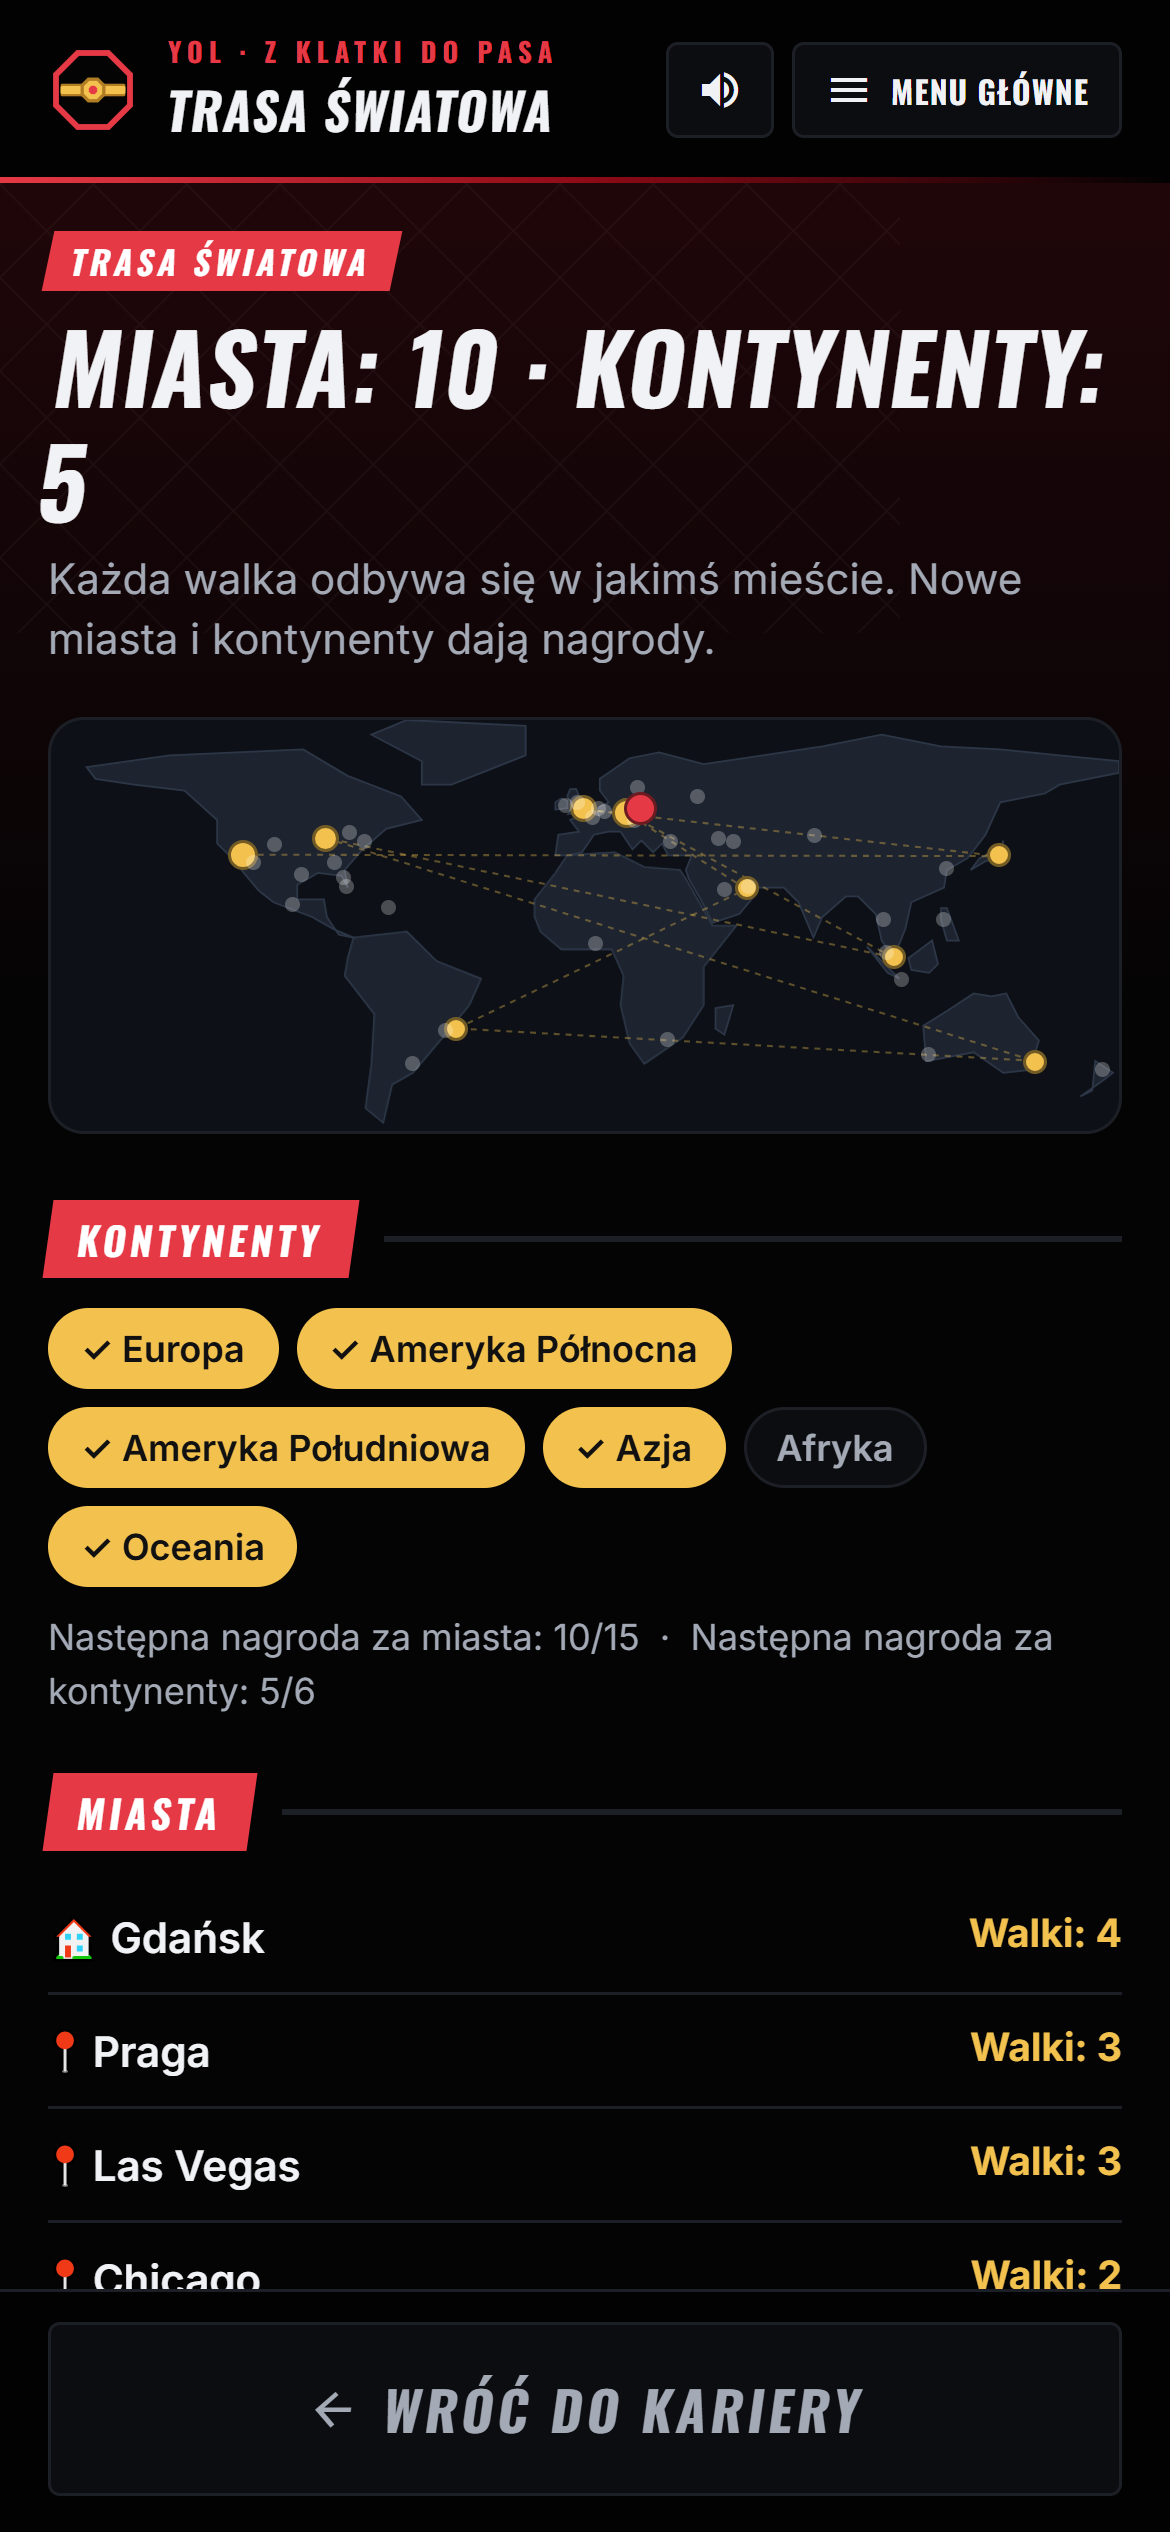 YOL · Z KLATKI DO PASA
TRASA ŚWIATOWA
MENU GŁÓWNE
TRASA ŚWIATOWA
MIASTA: 10 · KONTYNENTY:
5
Każda walka odbywa się w jakimś mieście. Nowe
miasta i kontynenty dają nagrody.
KONTYNENTY
✓ Europa
✓ Ameryka Północna
✓ Ameryka Południowa
✓ Azja
Afryka
✓ Oceania
Następna nagroda za miasta: 10/15 · Następna nagroda za
kontynenty: 5/6
MIASTA
Gdańsk
Walki: 4
Praga
Walki: 3
Las Vegas
Walki: 3
Chicago
Walki: 2
← WRÓĆ DO KARIERY